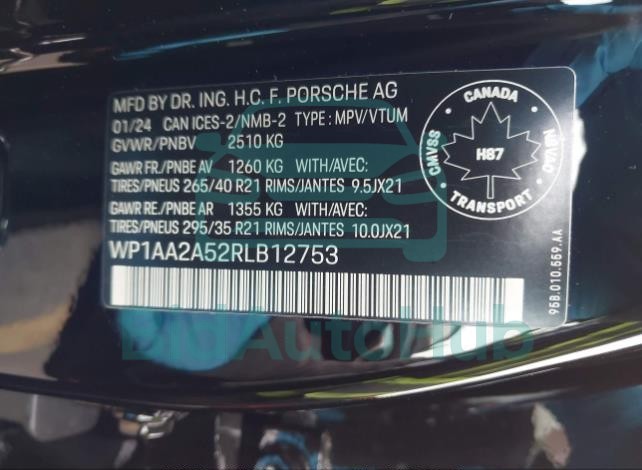 MFD BY DR. ING. H.C. F. PORSCHE AG
01/24 CAN ICES-2/NMB-2 TYPE : MPV/VTUM
GVWR/PNBV 2510 KG
GAWR FR./PNBE AV 1260 KG WITH/AVEC:
TIRES/PNEUS 265/40 R21 RIMS/JANTES 9.5JX21
GAWR RE./PNBE AR 1355 KG WITH/AVEC:
TIRES/PNEUS 295/35 R21 RIMS/JANTES 10.0JX21
WP1AA2A52RLB12753
CANADA
CMVSS
H87
NSVAC
TRANSPORT
95B.010.559.AA
BidAutoHub